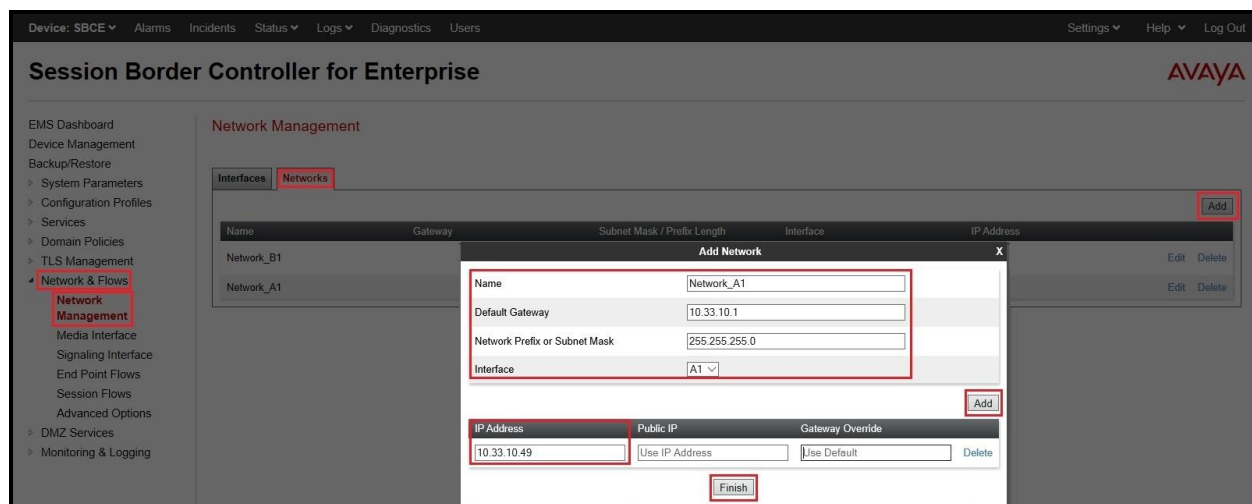 Device: SBCE Alarms Incidents Status Logs Diagnostics Users Settings Help Log Out
Session Border Controller for Enterprise AVAYA
EMS Dashboard
Device Management
Backup/Restore
System Parameters
Configuration Profiles
Services
Domain Policies
TLS Management
Network & Flows
Network
Management
Media Interface
Signaling Interface
End Point Flows
Session Flows
Advanced Options
DMZ Services
Monitoring & Logging
Network Management
Interfaces Networks
Add
Name Gateway Subnet Mask / Prefix Length Interface IP Address
Network_B1 Edit Delete
Network_A1 Edit Delete
Add Network X
Name Network_A1
Default Gateway 10.33.10.1
Network Prefix or Subnet Mask 255.255.255.0
Interface A1
Add
IP Address Public IP Gateway Override
10.33.10.49 Use IP Address Use Default Delete
Finish